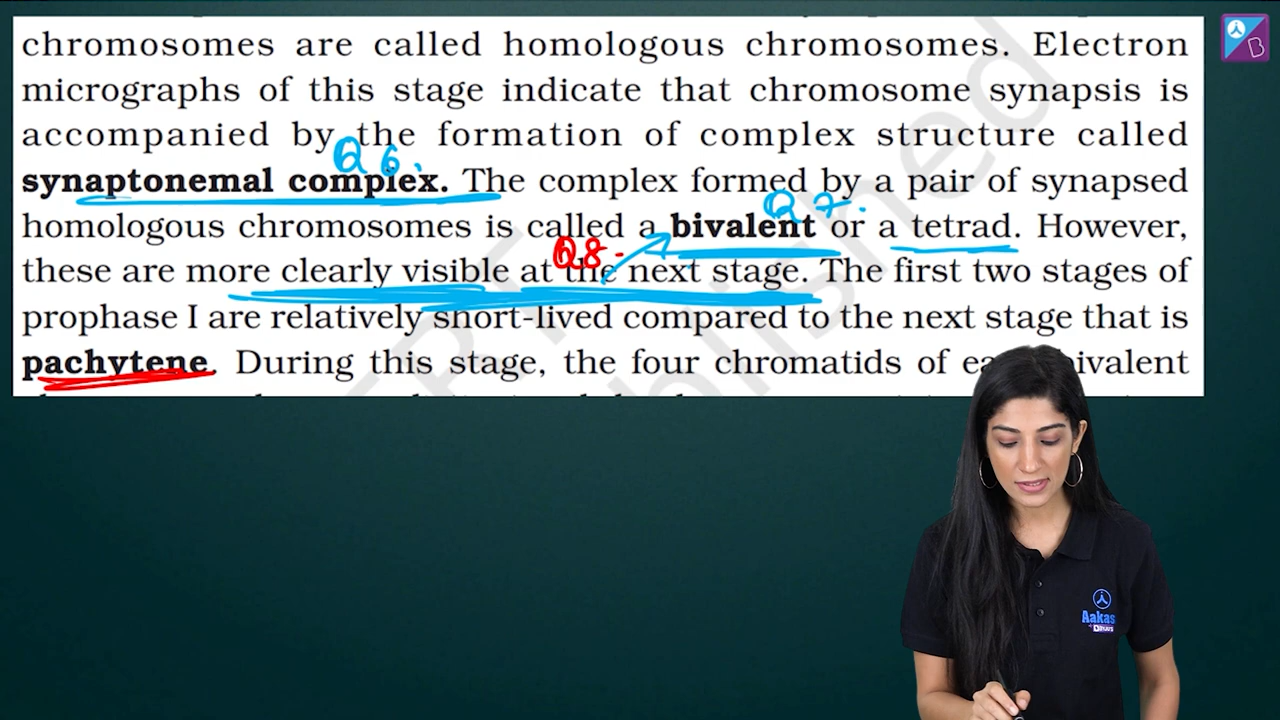 chromosomes are called homologous chromosomes. Electron
micrographs of this stage indicate that chromosome synapsis is
accompanied by the formation of complex structure called
Q 6.
synaptonemal complex. The complex formed by a pair of synapsed
Q 7.
homologous chromosomes is called a bivalent or a tetrad. However,
Q8.
these are more clearly visible at the next stage. The first two stages of
prophase I are relatively short-lived compared to the next stage that is
pachytene. During this stage, the four chromatids of bivalent
B
Aakas